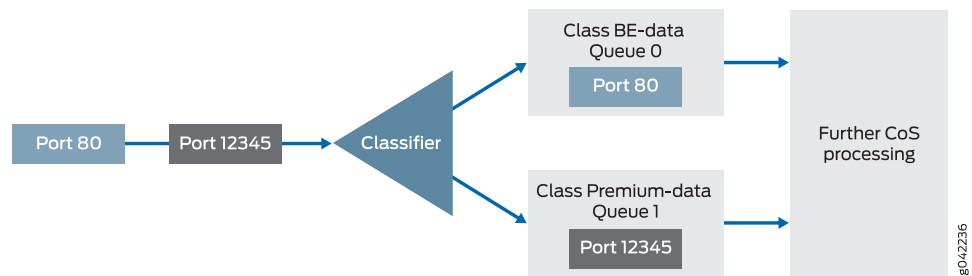 Port 80
Port 12345
Classifier
Class BE-data
Queue 0
Port 80
Class Premium-data
Queue 1
Port 12345
Further CoS
processing
g042236